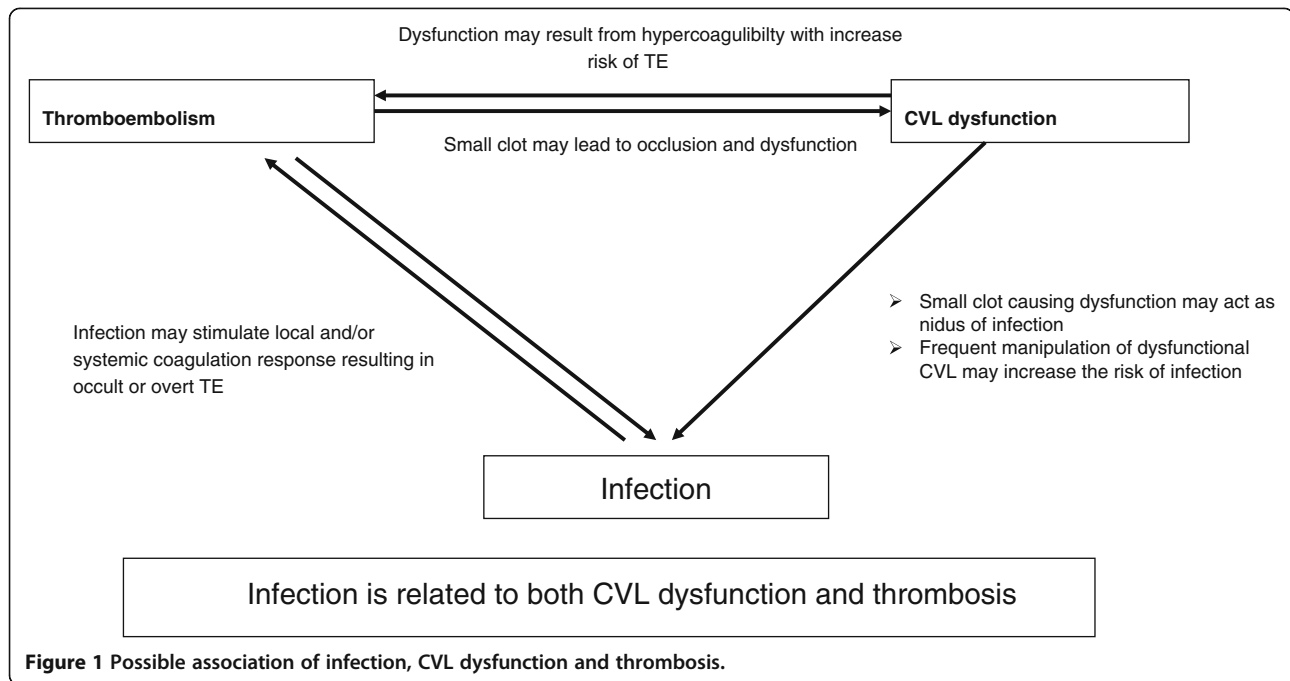 Dysfunction may result from hypercoagulibilty with increase
risk of TE
Thromboembolism
CVL dysfunction
Small clot may lead to occlusion and dysfunction
Infection may stimulate local and/or
systemic coagulation response resulting in
occult or overt TE
➢ Small clot causing dysfunction may act as
nidus of infection
➢ Frequent manipulation of dysfunctional
CVL may increase the risk of infection
Infection
Infection is related to both CVL dysfunction and thrombosis
Figure 1 Possible association of infection, CVL dysfunction and thrombosis.